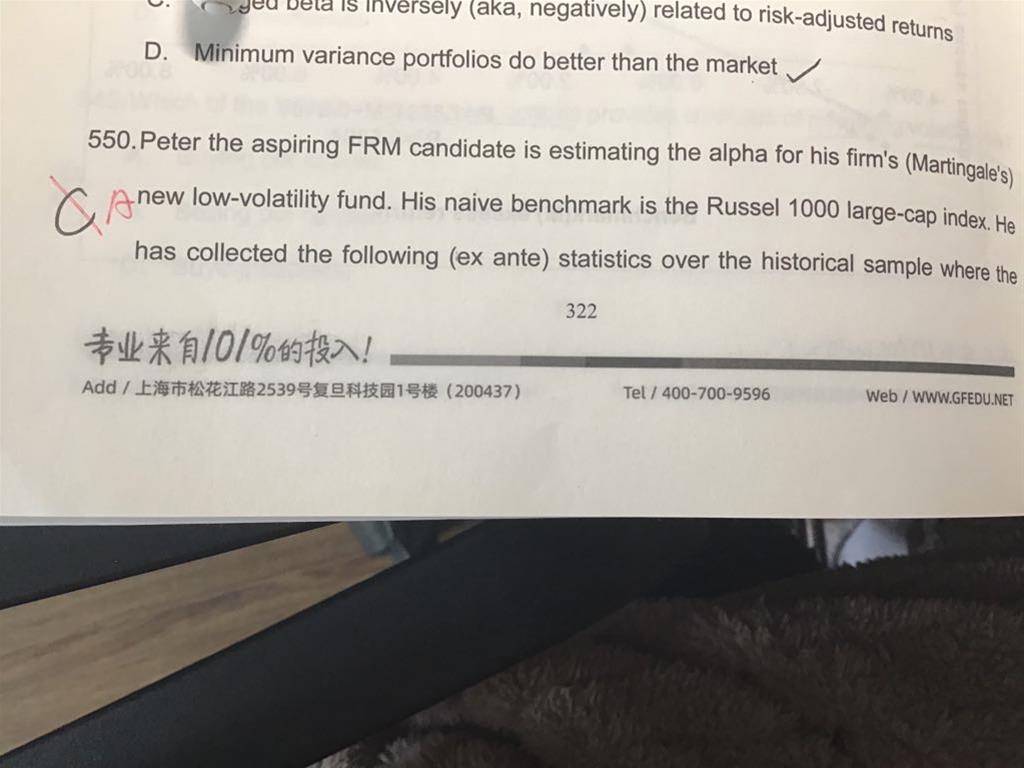 C. ged beta is inversely (aka, negatively) related to risk-adjusted returns
D. Minimum variance portfolios do better than the market
550. Peter the aspiring FRM candidate is estimating the alpha for his firm's (Martingale's)
C A new low-volatility fund. His naive benchmark is the Russel 1000 large-cap index. He
has collected the following (ex ante) statistics over the historical sample where the
322
专业来自101%的投入!
Add / 上海市松花江路2539号复旦科技园1号楼（200437） Tel / 400-700-9596 Web / WWW.GFEDU.NET